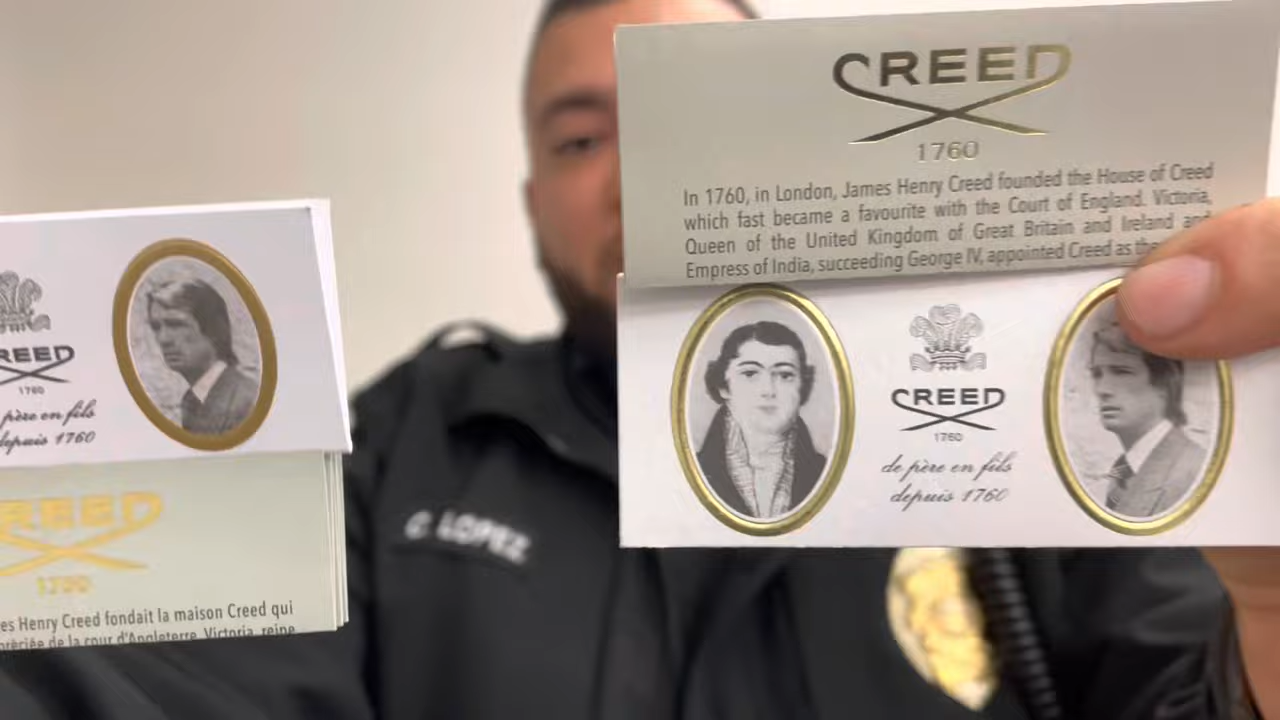 REED
1760
père en fils
depuis 1760
REED
1760
es Henry Creed fondait la maison Creed qui
de la cour d'Angleterre, Victoria, reine
C. LOPEZ
CREED
1760
In 1760, in London, James Henry Creed founded the House of Creed
which fast became a favourite with the Court of England. Victoria,
Queen of the United Kingdom of Great Britain and Ireland and
Empress of India, succeeding George IV, appointed Creed as the
CREED
1760
de père en fils
depuis 1760